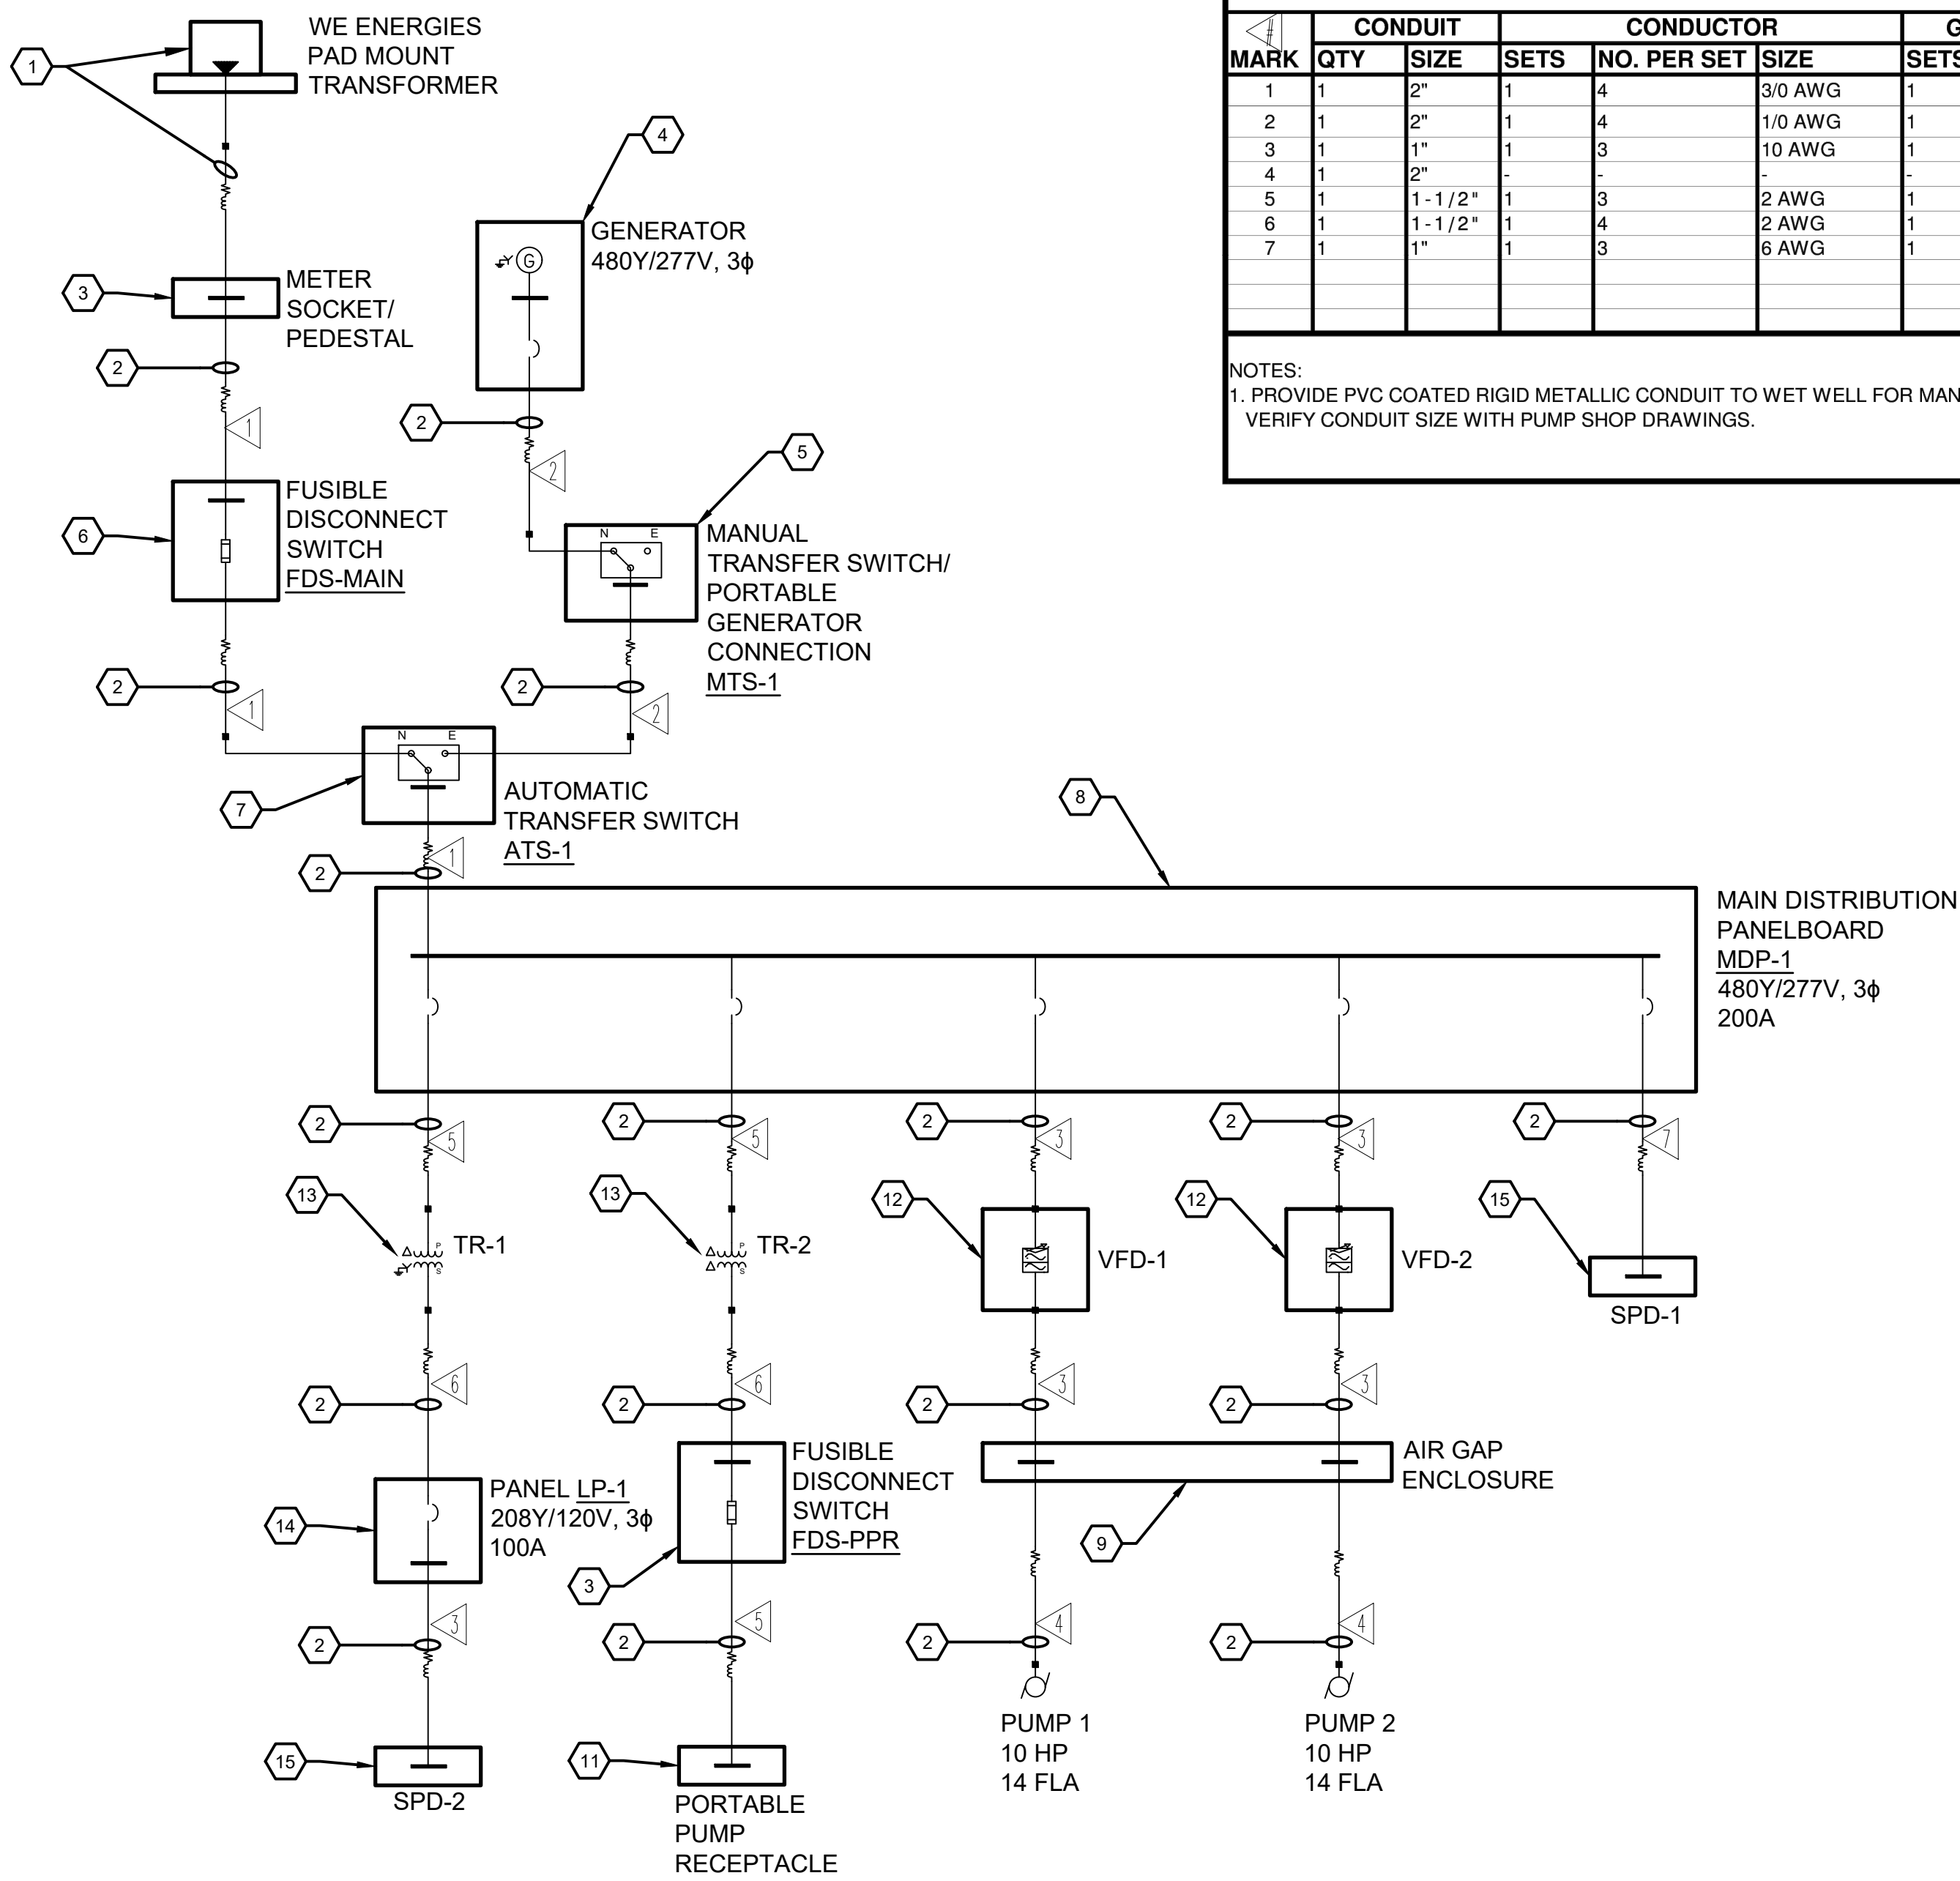 WE ENERGIES
PAD MOUNT
TRANSFORMER
1
4
GENERATOR
480Y/277V, 3ϕ
G
3
METER
SOCKET/
PEDESTAL
2
1
2
2
5
6
FUSIBLE
DISCONNECT
SWITCH
FDS-MAIN
N E
MANUAL
TRANSFER SWITCH/
PORTABLE
GENERATOR
CONNECTION
MTS-1
2
1
2
2
N E
7
AUTOMATIC
TRANSFER SWITCH
ATS-1
1
2
8
MAIN DISTRIBUTION
PANELBOARD
MDP-1
480Y/277V, 3ϕ
200A
2 5 2 5 2 3 2 3 2 7
13 13 12 12 15
P
S
TR-1
P
S
TR-2
VFD-1
VFD-2
SPD-1
6 6 3 3
2 2 2 2
PANEL LP-1
208Y/120V, 3ϕ
100A
14
FUSIBLE
DISCONNECT
SWITCH
FDS-PPR
3
AIR GAP
ENCLOSURE
9
3 5 4 4
2 2 2 2
15
SPD-2
11
PORTABLE
PUMP
RECEPTACLE
PUMP 1
10 HP
14 FLA
PUMP 2
10 HP
14 FLA
# CONDUIT CONDUCTOR
MARK QTY SIZE SETS NO. PER SET SIZE SETS
1 1 2" 1 4 3/0 AWG 1
2 1 2" 1 4 1/0 AWG 1
3 1 1" 1 3 10 AWG 1
4 1 2" - - - -
5 1 1-1/2" 1 3 2 AWG 1
6 1 1-1/2" 1 4 2 AWG 1
7 1 1" 1 3 6 AWG 1
NOTES:
1. PROVIDE PVC COATED RIGID METALLIC CONDUIT TO WET WELL FOR MAN
VERIFY CONDUIT SIZE WITH PUMP SHOP DRAWINGS.